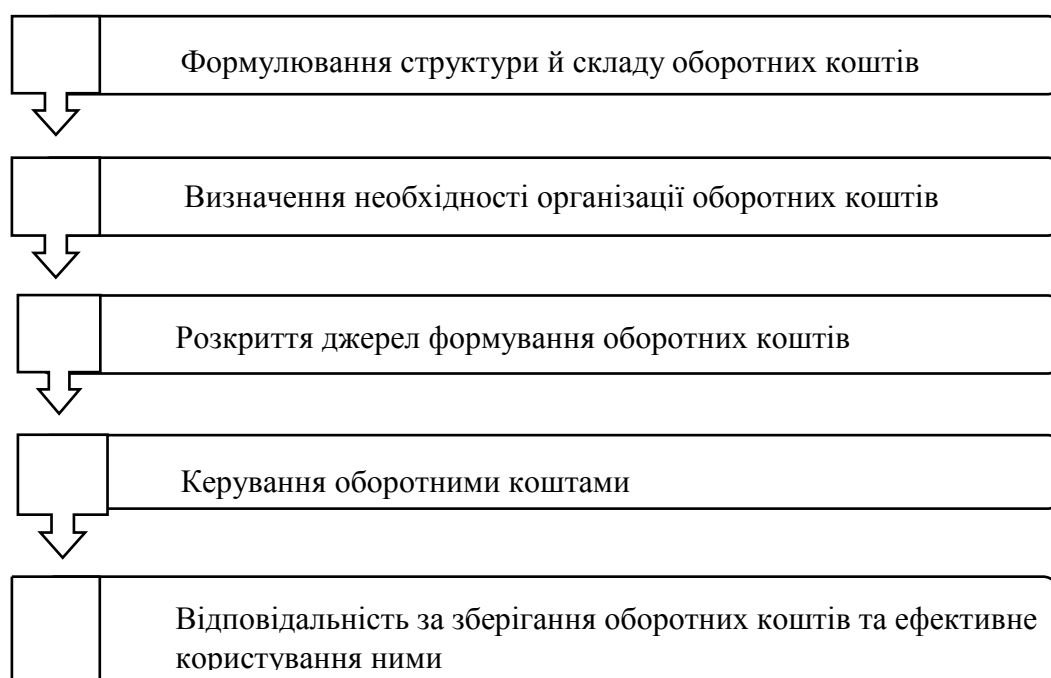 Формулювання структури й складу оборотних коштів
Визначення необхідності організації оборотних коштів
Розкриття джерел формування оборотних коштів
Керування оборотними коштами
Відповідальність за зберігання оборотних коштів та ефективне
користування ними